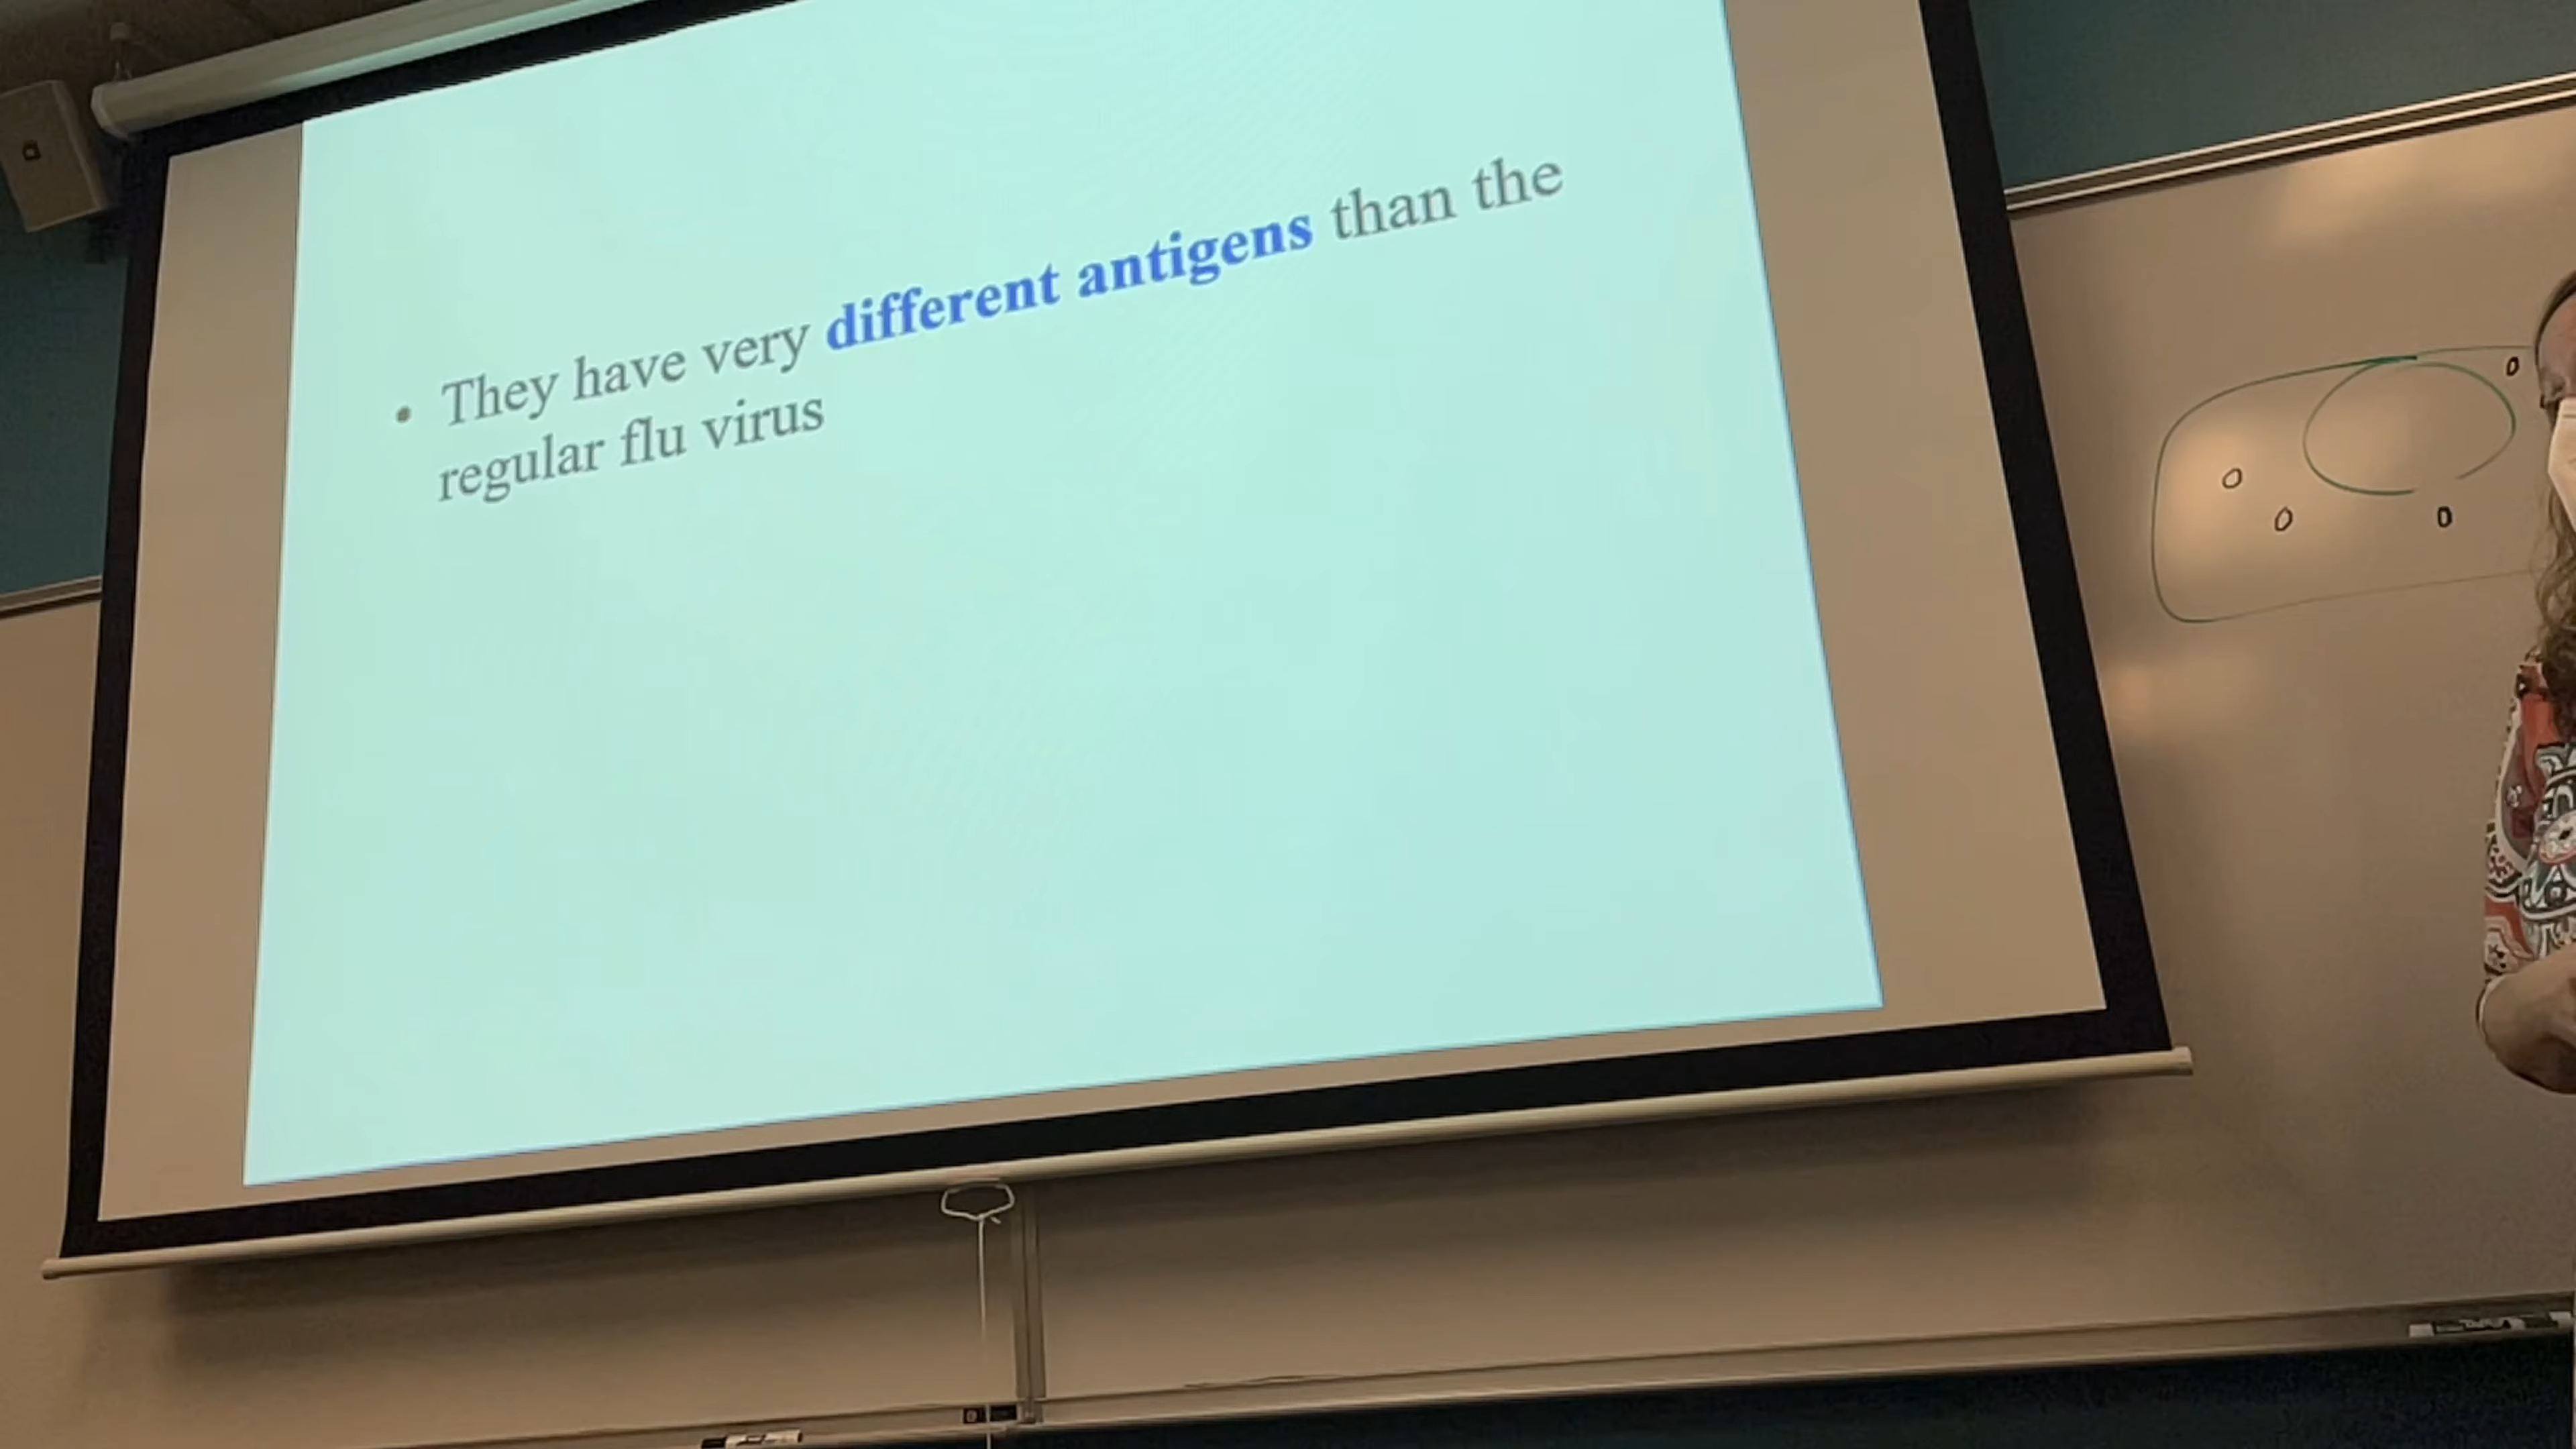 • They have very different antigens than the
regular flu virus